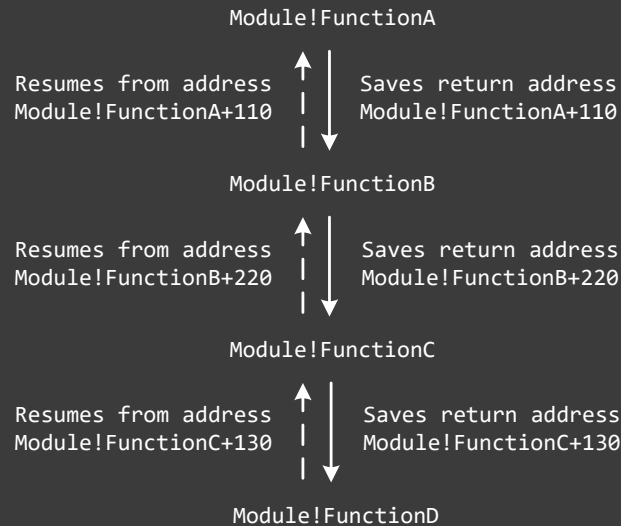 Module!FunctionA
Resumes from address
Module!FunctionA+110
Saves return address
Module!FunctionA+110
Module!FunctionB
Resumes from address
Module!FunctionB+220
Saves return address
Module!FunctionB+220
Module!FunctionC
Resumes from address
Module!FunctionC+130
Saves return address
Module!FunctionC+130
Module!FunctionD